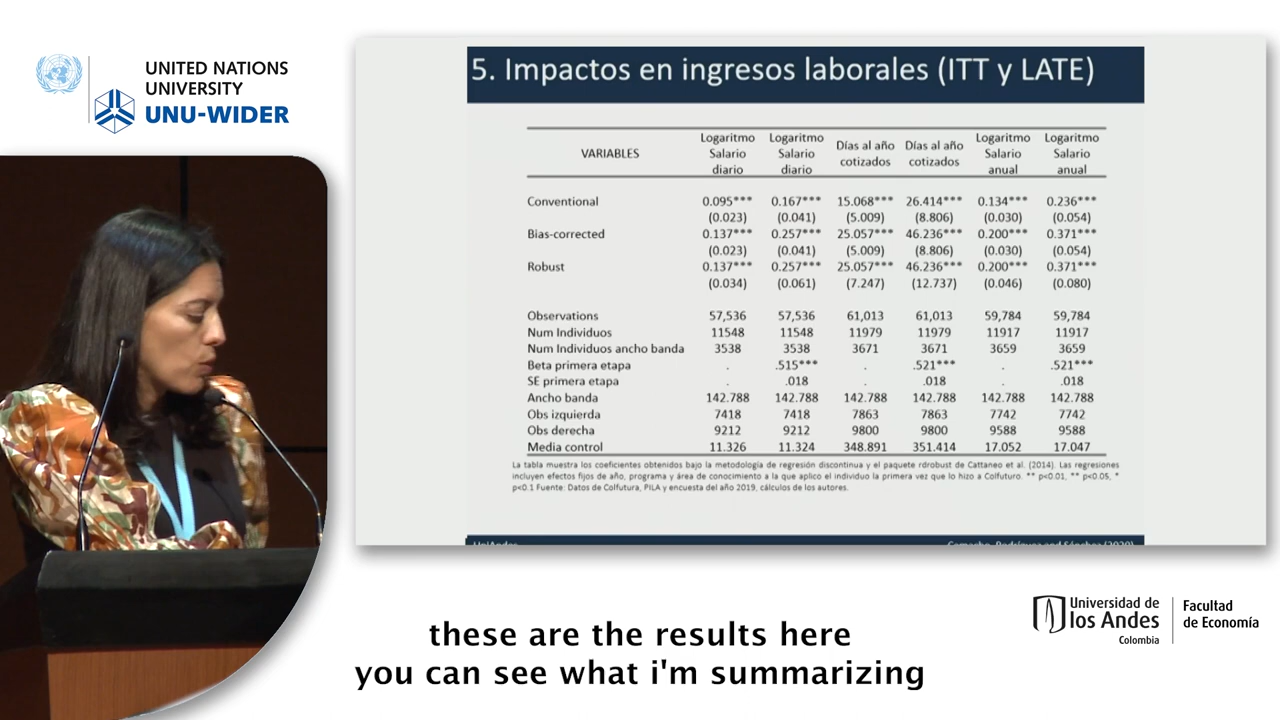 UNITED NATIONS
UNIVERSITY
UNU-WIDER
5. Impactos en ingresos laborales (ITT y LATE)
VARIABLES Logaritmo Salario diario Logaritmo Salario diario Días al año cotizados Días al año cotizados Logaritmo Salario anual Logaritmo Salario anual
Conventional 0.095*** 0.167*** 15.068*** 26.414*** 0.134*** 0.236***
(0.023) (0.041) (5.009) (8.806) (0.030) (0.054)
Bias-corrected 0.137*** 0.257*** 25.057*** 46.236*** 0.200*** 0.371***
(0.023) (0.041) (5.009) (8.806) (0.030) (0.054)
Robust 0.137*** 0.257*** 25.057*** 46.236*** 0.200*** 0.371***
(0.034) (0.061) (7.247) (12.737) (0.046) (0.080)
Observations 57,536 57,536 61,013 61,013 59,784 59,784
Num Individuos 11548 11548 11979 11979 11917 11917
Num Individuos ancho banda 3538 3538 3671 3671 3659 3659
Beta primera etapa . .515*** . .521*** . .521***
SE primera etapa . .018 . .018 . .018
Ancho banda 142.788 142.788 142.788 142.788 142.788 142.788
Obs izquierda 7418 7418 7863 7863 7742 7742
Obs derecha 9212 9212 9800 9800 9588 9588
Media control 11.326 11.324 348.891 351.414 17.052 17.047
La tabla muestra los coeficientes obtenidos bajo la metodología de regresión discontinua y el paquete rdrobust de Cattaneo et al. (2014). Las regresiones
incluyen efectos fijos de año, programa y área de conocimiento a la que aplico el individuo la primera vez que lo hizo a Colfuturo. ** p<0.01, ** p<0.05, *
p<0.1 Fuente: Datos de Colfutura, PILA y encuesta del año 2019, cálculos de los autores.
these are the results here
you can see what i'm summarizing
Universidad de
los Andes
Colombia
Facultad
de Economía